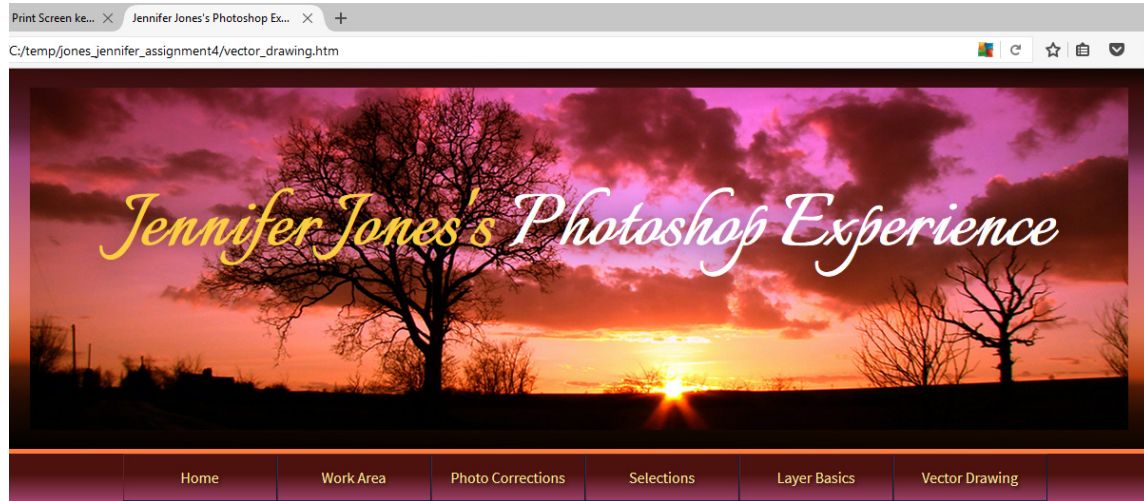 Print Screen ke... Jennifer Jones's Photoshop Ex...
C:/temp/jones_jennifer_assignment4/vector_drawing.htm
Jennifer Jones's Photoshop Experience
Home Work Area Photo Corrections Selections Layer Basics Vector Drawing